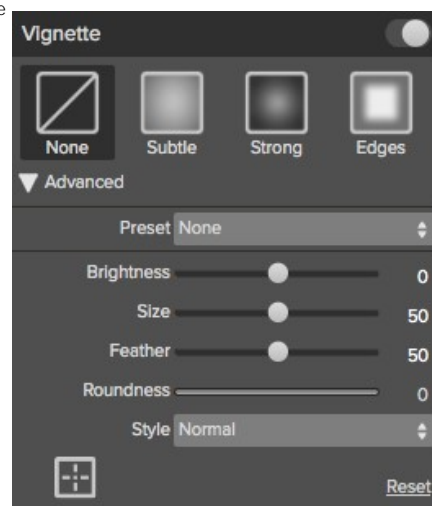 e
Vignette
None Subtle Strong Edges
Advanced
Preset None
Brightness 0
Size 50
Feather 50
Roundness 0
Style Normal
Reset